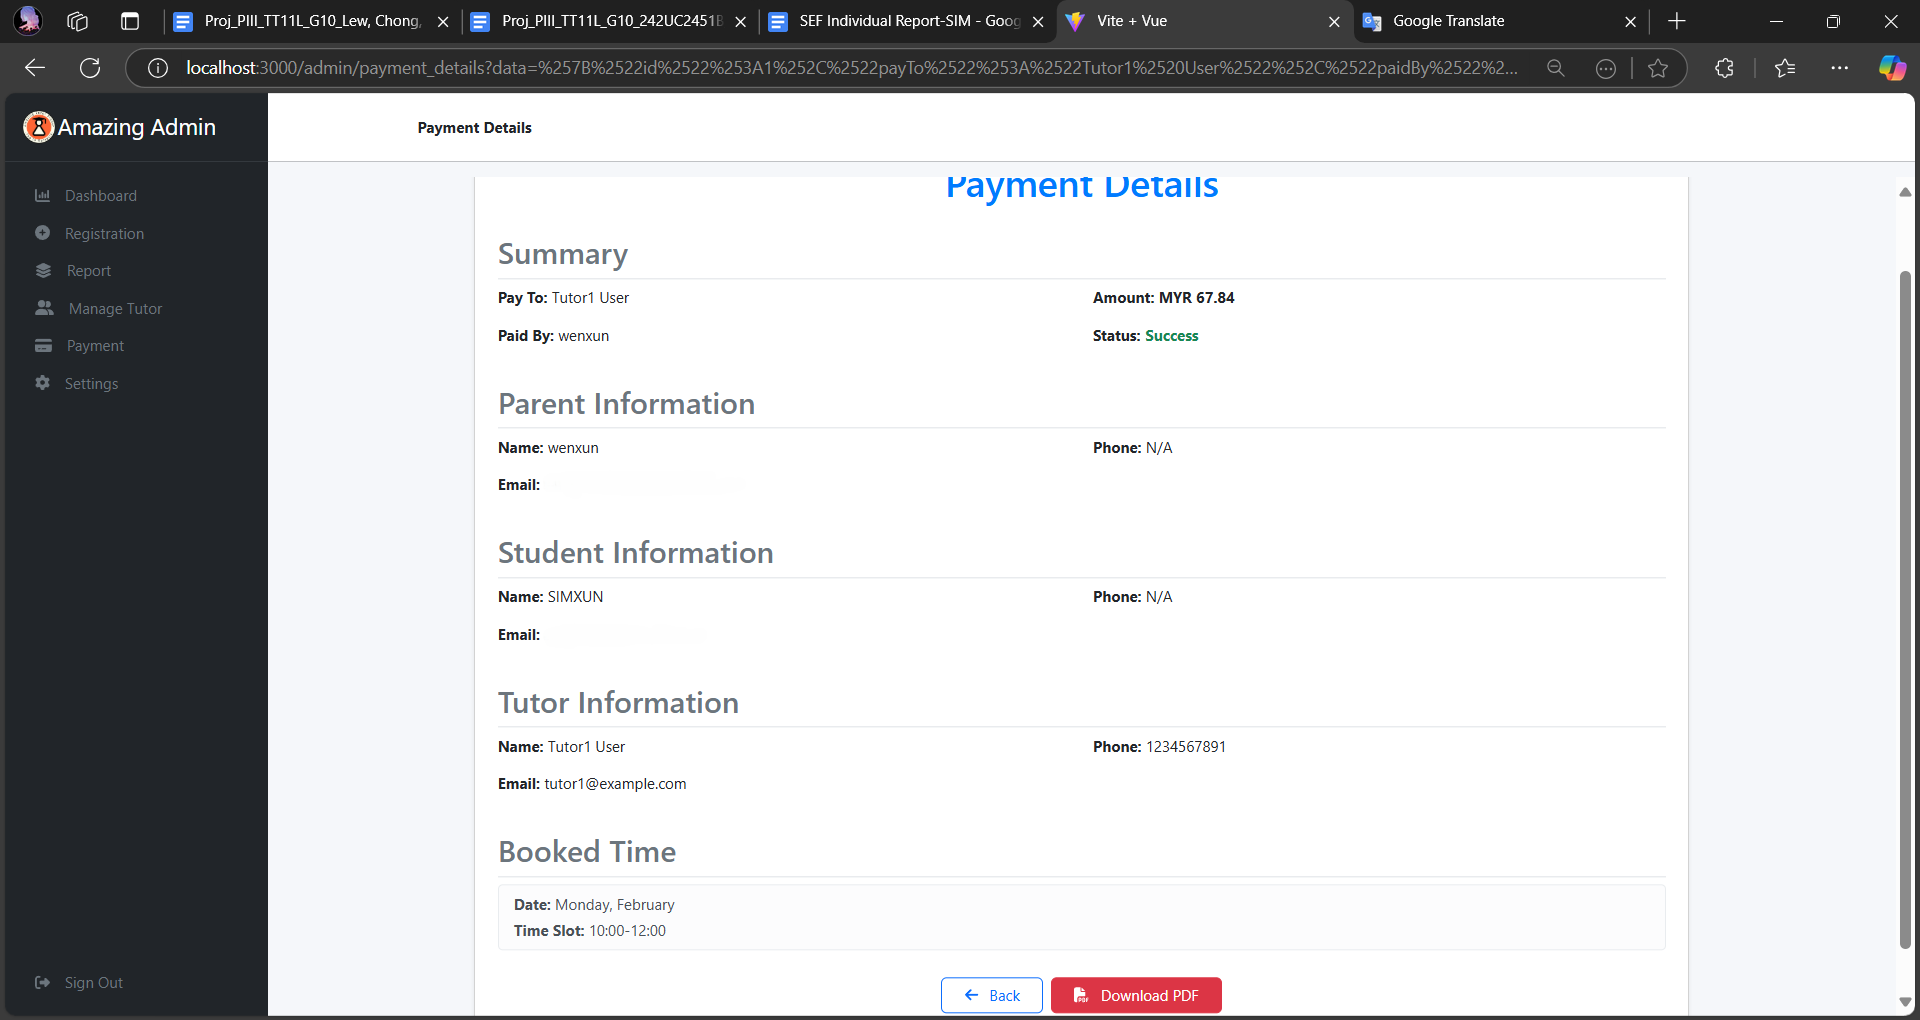 Proj_PIII_TT11L_G10_Lew, Chong,
Proj_PIII_TT11L_G10_242UC2451B
SEF Individual Report-SIM - Goog
Vite + Vue
Google Translate
localhost:3000/admin/payment_details?data=%257B%2522id%2522%253A1%252C%2522payTo%2522%253A%2522Tutor1%2520User%2522%252C%2522paidBy%2522%2...
Amazing Admin
Payment Details
Dashboard
Registration
Report
Manage Tutor
Payment
Settings
Sign Out
Payment Details
Summary
Pay To: Tutor1 User
Amount: MYR 67.84
Paid By: wenxun
Status: Success
Parent Information
Name: wenxun
Phone: N/A
Email:
Student Information
Name: SIMXUN
Phone: N/A
Email:
Tutor Information
Name: Tutor1 User
Phone: 1234567891
Email: tutor1@example.com
Booked Time
Date: Monday, February
Time Slot: 10:00-12:00
Back
Download PDF